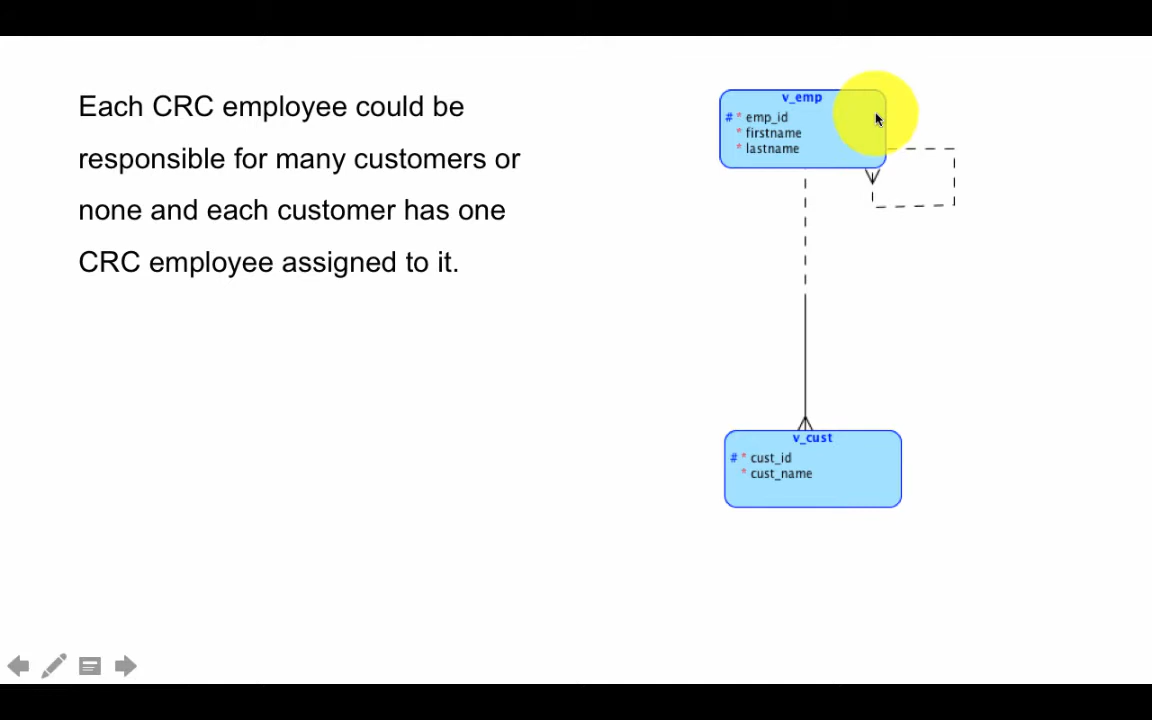 Each CRC employee could be
responsible for many customers or
none and each customer has one
CRC employee assigned to it.
v_emp
# * emp_id
* firstname
* lastname
v_cust
# * cust_id
* cust_name